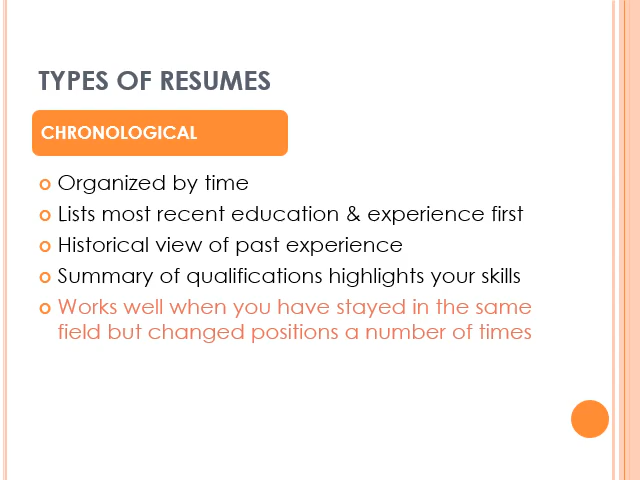 TYPES OF RESUMES
CHRONOLOGICAL
Organized by time
Lists most recent education & experience first
Historical view of past experience
Summary of qualifications highlights your skills
Works well when you have stayed in the same
field but changed positions a number of times